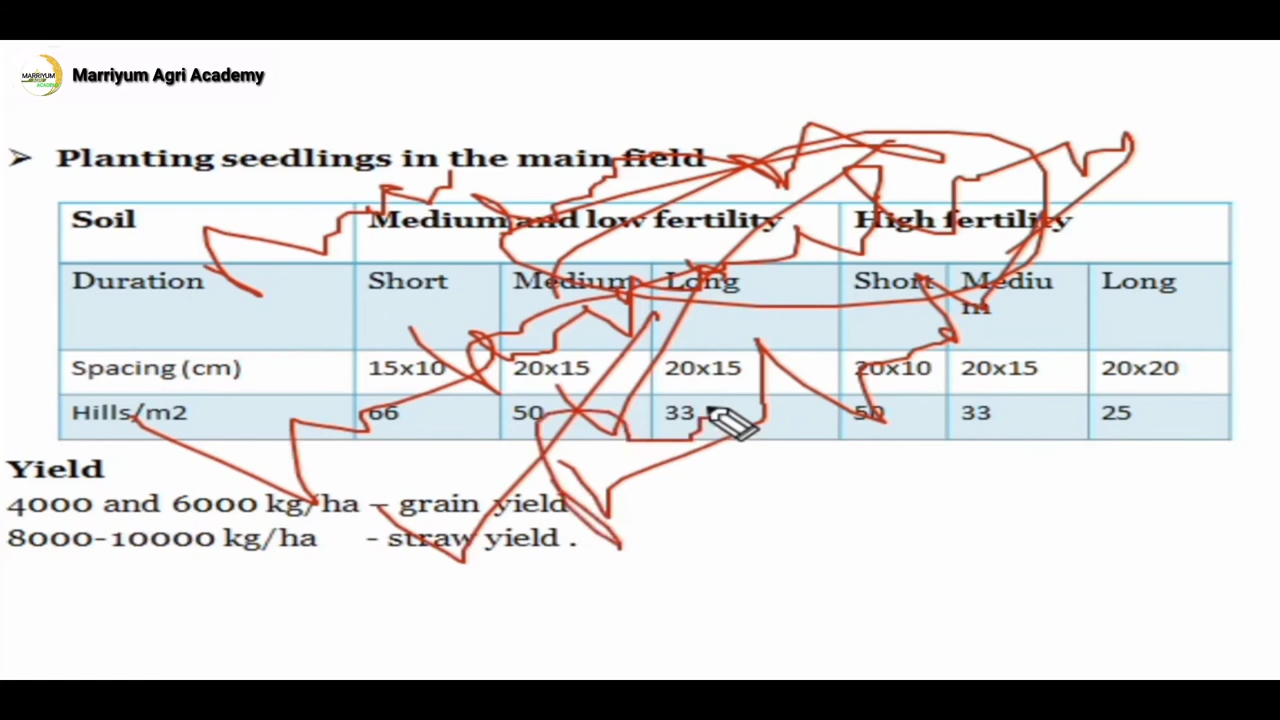 MARRIYUM
Marriyum Agri Academy
➢ Planting seedlings in the main field
Soil Medium and low fertility High fertility
Duration Short Medium Long Short Mediu Long
m
Spacing (cm) 15x10 20x15 20x15 20x10 20x15 20x20
Hills/m2 66 50 33 50 33 25
Yield
4000 and 6000 kg/ha – grain yield
8000-10000 kg/ha - straw yield .